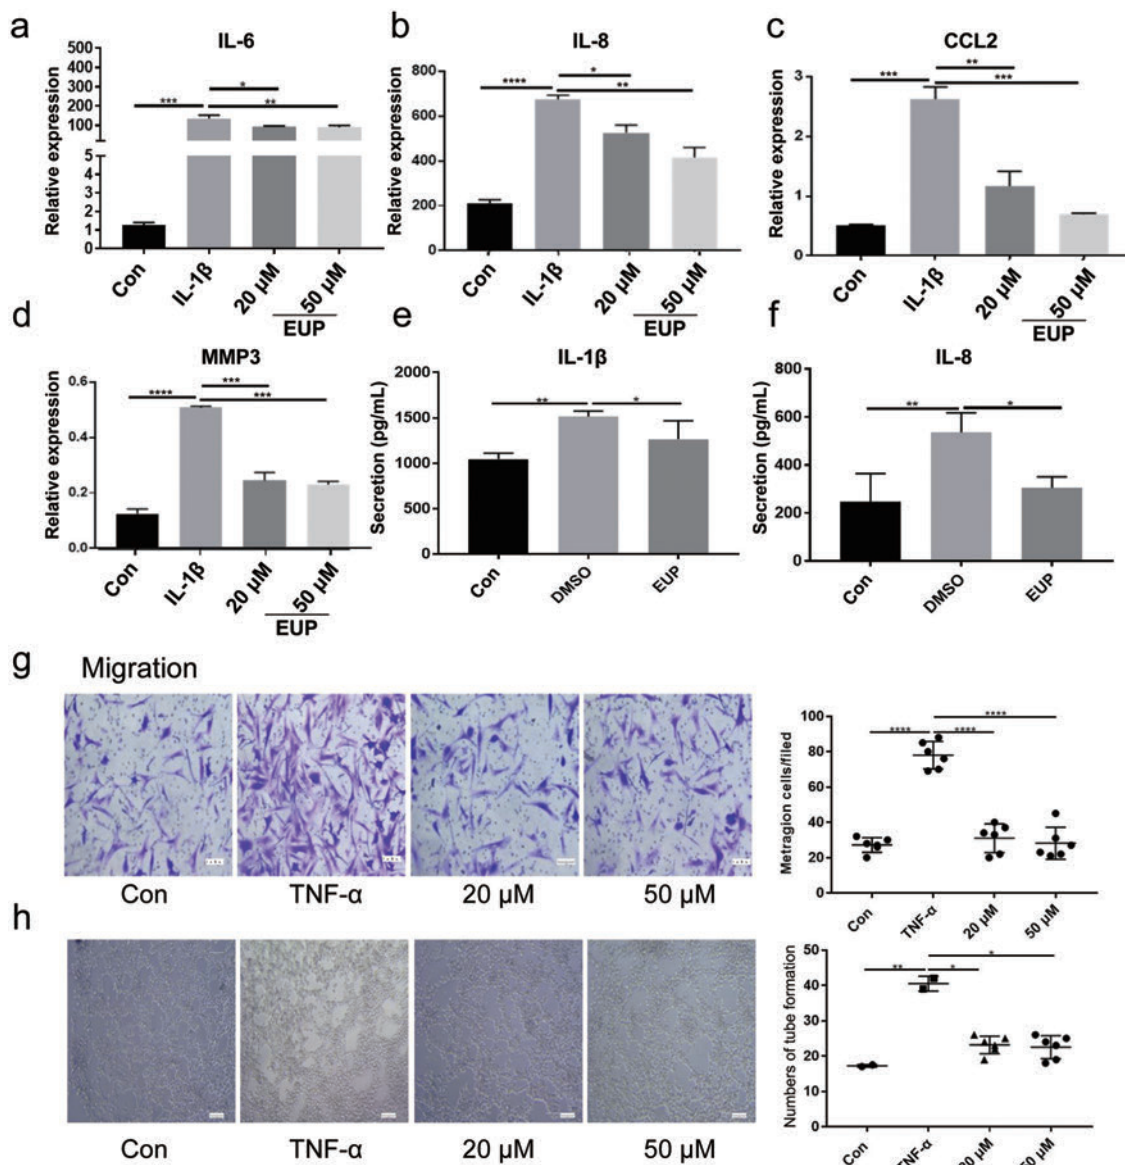 a
IL-6
Relative expression
500
400
300
200
100
5
4
3
2
1
0
***
*
**
Con
IL-1β
20 μM
50 μM
EUP
b
IL-8
Relative expression
800
600
400
200
0
****
*
**
Con
IL-1β
20 μM
50 μM
EUP
c
CCL2
Relative expression
3
2
1
0
***
**
***
Con
IL-1β
20 μM
50 μM
EUP
d
MMP3
Relative expression
0.6
0.4
0.2
0.0
****
***
***
Con
IL-1β
20 μM
50 μM
EUP
e
IL-1β
Secretion (pg/mL)
2000
1500
1000
500
0
**
*
Con
DMSO
EUP
f
IL-8
Secretion (pg/mL)
800
600
400
200
0
**
*
Con
DMSO
EUP
g
Migration
Con
TNF-α
20 μM
50 μM
Metragion cells/filed
100
80
60
40
20
0
****
****
****
Con
TNF-α
20 μM
50 μM
h
Con
TNF-α
20 μM
50 μM
Numbers of tube formation
50
40
30
20
10
0
**
*
*
Con
TNF-α
20 μM
50 μM